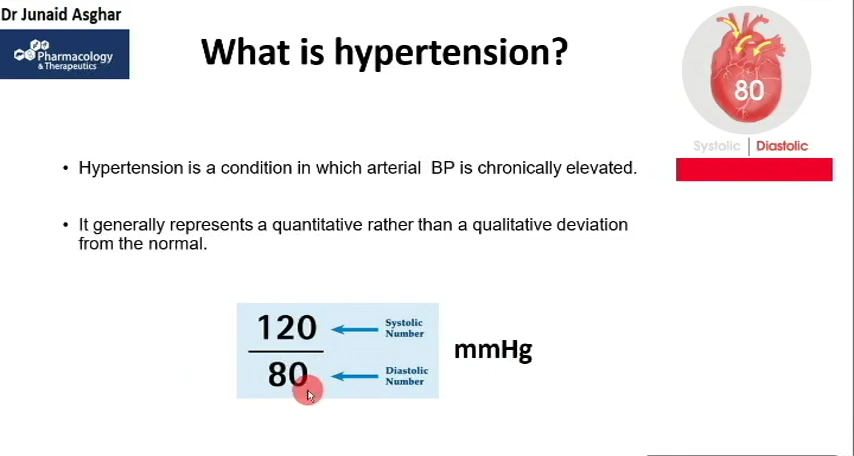 Dr Junaid Asghar
Pharmacology
& Therapeutics
What is hypertension?
80
Systolic | Diastolic
• Hypertension is a condition in which arterial BP is chronically elevated.
• It generally represents a quantitative rather than a qualitative deviation
from the normal.
120
Systolic
Number
80
Diastolic
Number
mmHg